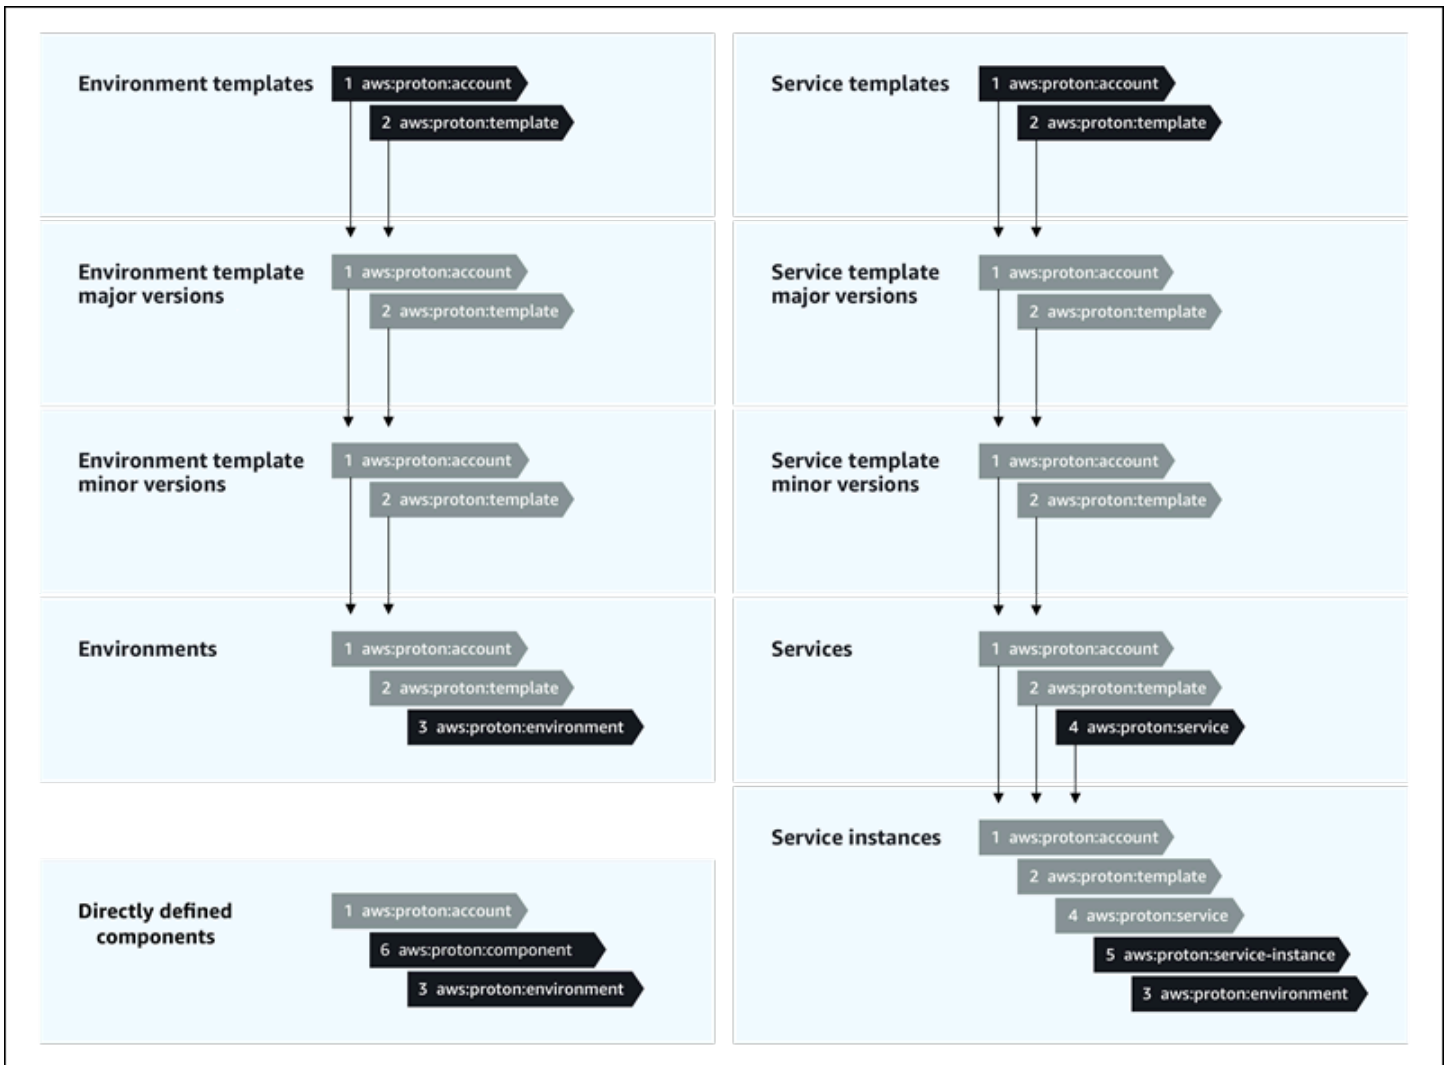 Environment templates
1 aws:proton:account
2 aws:proton:template
Environment template
major versions
1 aws:proton:account
2 aws:proton:template
Environment template
minor versions
1 aws:proton:account
2 aws:proton:template
Environments
1 aws:proton:account
2 aws:proton:template
3 aws:proton:environment
Directly defined
components
1 aws:proton:account
6 aws:proton:component
3 aws:proton:environment
Service templates
1 aws:proton:account
2 aws:proton:template
Service template
major versions
1 aws:proton:account
2 aws:proton:template
Service template
minor versions
1 aws:proton:account
2 aws:proton:template
Services
1 aws:proton:account
2 aws:proton:template
4 aws:proton:service
Service instances
1 aws:proton:account
2 aws:proton:template
4 aws:proton:service
5 aws:proton:service-instance
3 aws:proton:environment